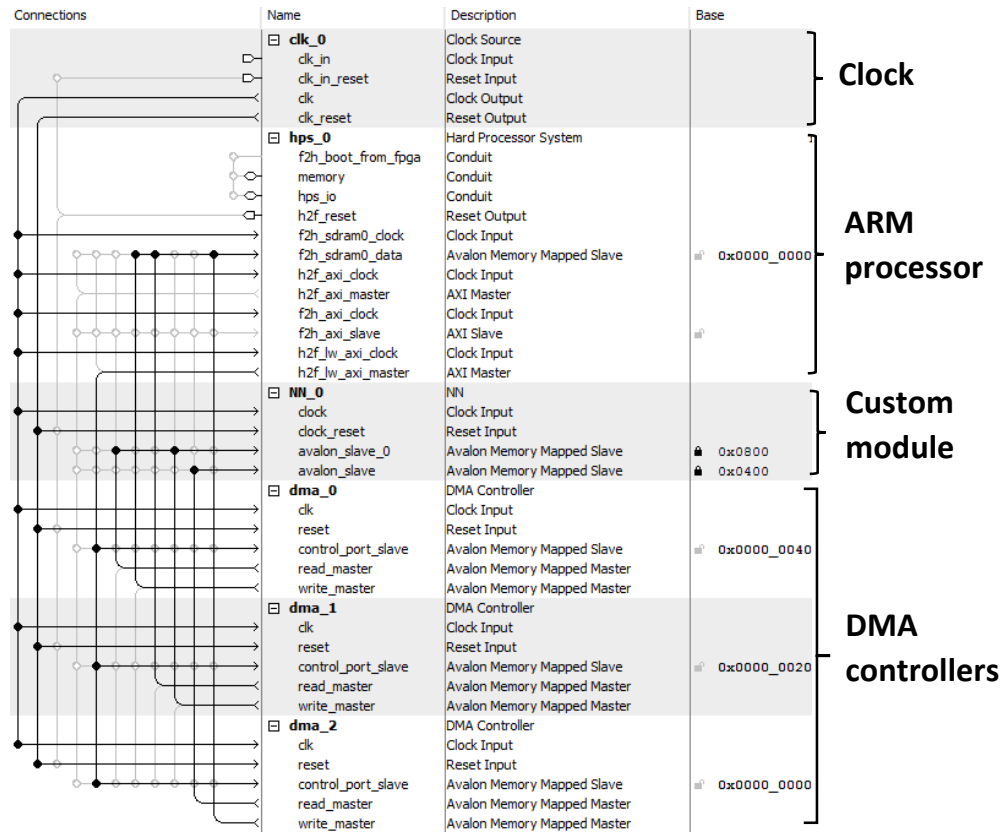 Connections Name Description Base
clk_0 Clock Source
clk_in Clock Input
clk_in_reset Reset Input
clk Clock Output
clk_reset Reset Output
Clock
hps_0 Hard Processor System
f2h_boot_from_fpga Conduit
memory Conduit
hps_io Conduit
h2f_reset Reset Output
f2h_sdram0_clock Clock Input
f2h_sdram0_data Avalon Memory Mapped Slave 0x0000_0000
h2f_axi_clock Clock Input
h2f_axi_master AXI Master
f2h_axi_clock Clock Input
f2h_axi_slave AXI Slave
h2f_lw_axi_clock Clock Input
h2f_lw_axi_master AXI Master
ARM
processor
NN_0 NN
clock Clock Input
clock_reset Reset Input
avalon_slave_0 Avalon Memory Mapped Slave 0x0800
avalon_slave Avalon Memory Mapped Slave 0x0400
Custom
module
dma_0 DMA Controller
clk Clock Input
reset Reset Input
control_port_slave Avalon Memory Mapped Slave 0x0000_0040
read_master Avalon Memory Mapped Master
write_master Avalon Memory Mapped Master
dma_1 DMA Controller
clk Clock Input
reset Reset Input
control_port_slave Avalon Memory Mapped Slave 0x0000_0020
read_master Avalon Memory Mapped Master
write_master Avalon Memory Mapped Master
dma_2 DMA Controller
clk Clock Input
reset Reset Input
control_port_slave Avalon Memory Mapped Slave 0x0000_0000
read_master Avalon Memory Mapped Master
write_master Avalon Memory Mapped Master
DMA
controllers